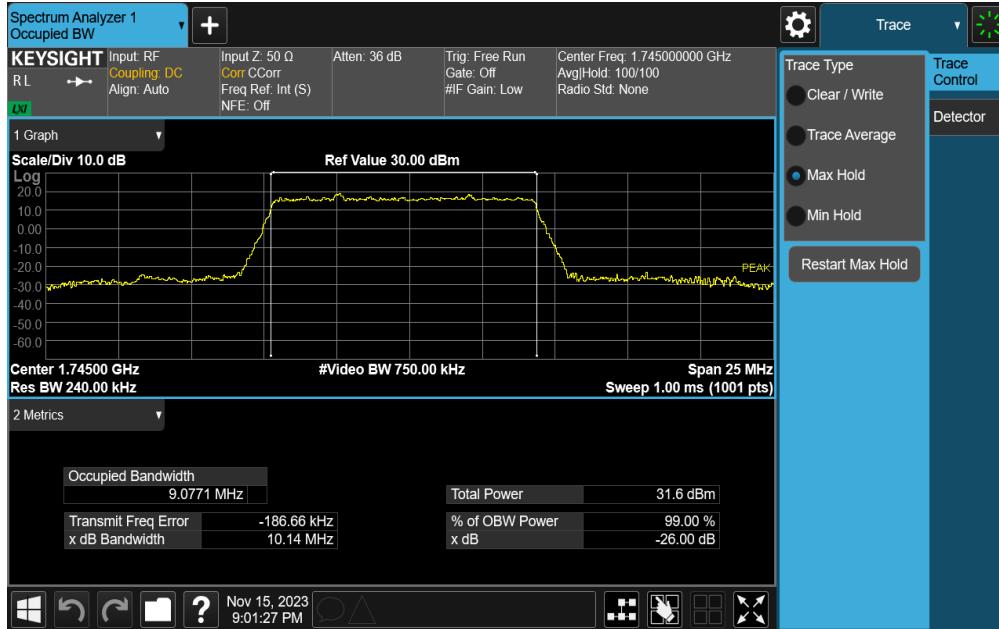 Spectrum Analyzer 1
Occupied BW
+
Trace
KEYSIGHT
R L
LXI
Input: RF
Coupling: DC
Align: Auto
Input Z: 50 Ω
Corr CCorr
Freq Ref: Int (S)
NFE: Off
Atten: 36 dB
Trig: Free Run
Gate: Off
#IF Gain: Low
Center Freq: 1.745000000 GHz
Avg|Hold: 100/100
Radio Std: None
Trace Type
Clear / Write
Trace Average
Max Hold
Min Hold
Restart Max Hold
Trace
Control
Detector
1 Graph
Scale/Div 10.0 dB
Ref Value 30.00 dBm
Log
20.0
10.0
0.00
-10.0
-20.0
-30.0
-40.0
-50.0
-60.0
PEAK
Center 1.74500 GHz
#Video BW 750.00 kHz
Span 25 MHz
Res BW 240.00 kHz
Sweep 1.00 ms (1001 pts)
2 Metrics
Occupied Bandwidth
9.0771 MHz
Total Power 31.6 dBm
Transmit Freq Error -186.66 kHz
% of OBW Power 99.00 %
x dB Bandwidth 10.14 MHz
x dB -26.00 dB
?
Nov 15, 2023
9:01:27 PM